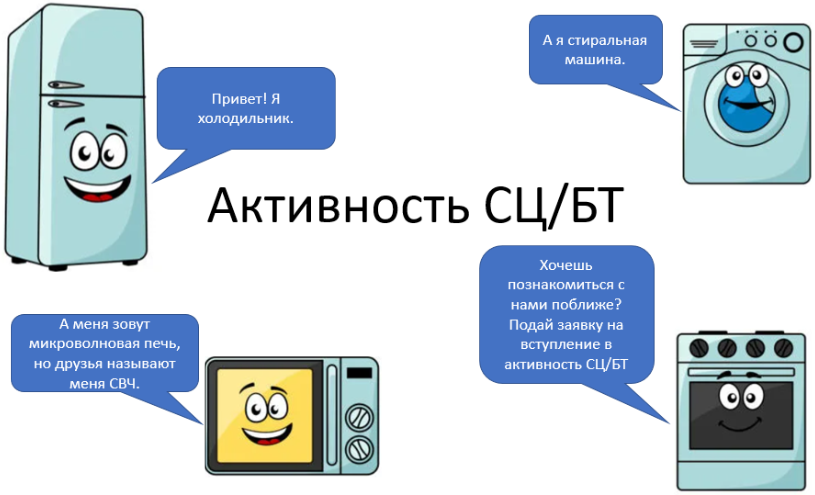 Привет! Я
холодильник.
А я стиральная
машина.
Активность СЦ/БТ
А меня зовут
микроволновая печь,
но друзья называют
меня СВЧ.
Хочешь
познакомиться с
нами поближе?
Подай заявку на
вступление в
активность СЦ/БТ